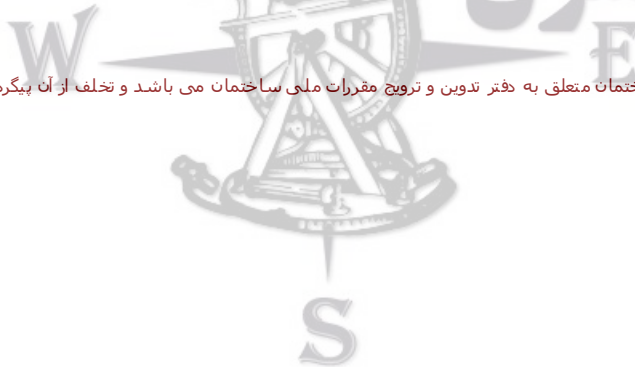 W E
ختمان متعلق به دفتر تدوین و ترویج مقررات ملی ساختمان می باشد و تخلف از آن پیگر
S